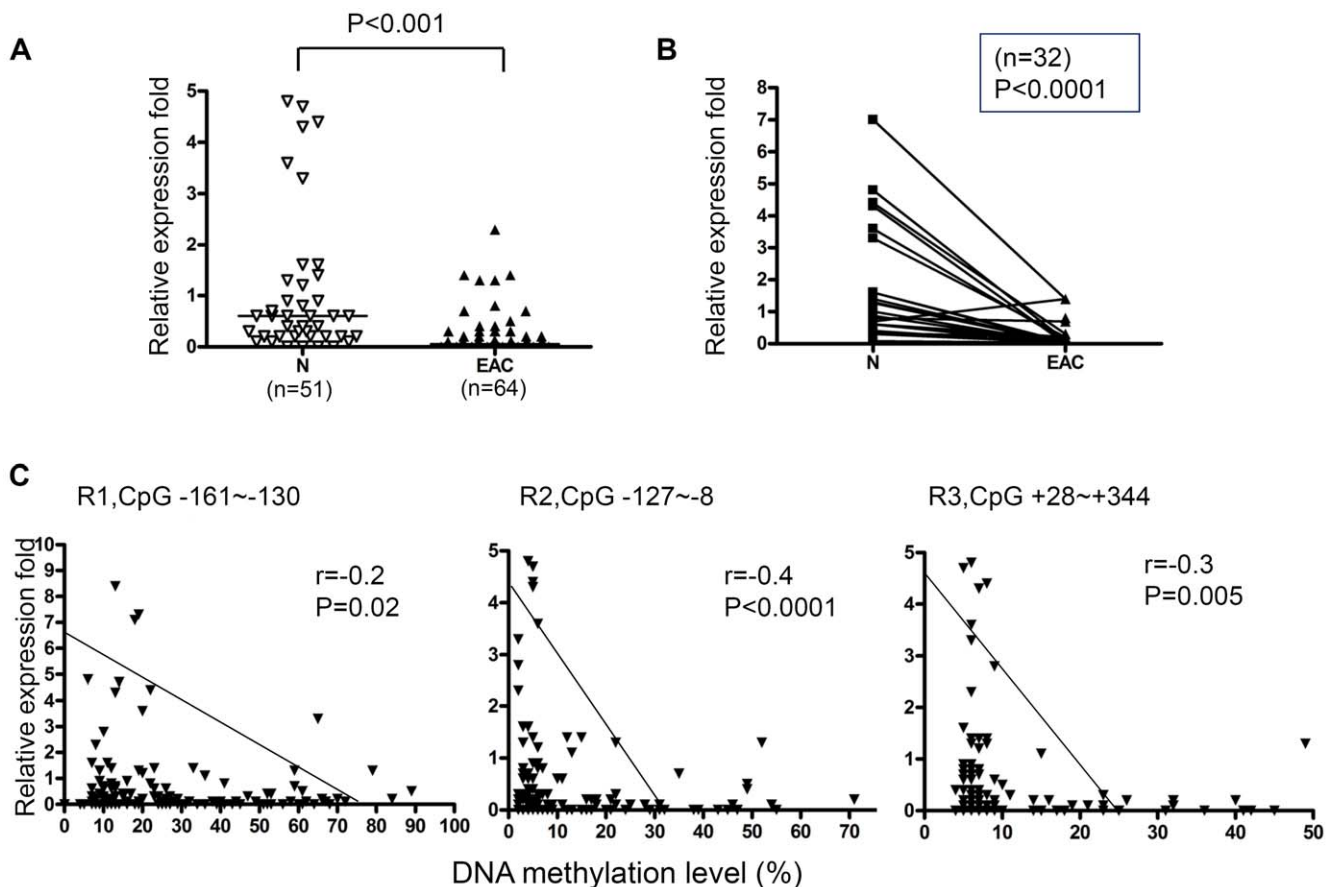 P<0.001
A
B
(n=32)
P<0.0001
Relative expression fold
5
4
3
2
1
0
N
EAC
(n=51)
(n=64)
Relative expression fold
8
7
6
5
4
3
2
1
0
N
EAC
C
R1,CpG -161~-130
R2,CpG -127~-8
R3,CpG +28~+344
Relative expression fold
10
9
8
7
6
5
4
3
2
1
0
r=-0.2
P=0.02
0 10 20 30 40 50 60 70 80 90 100
5
4
3
2
1
0
r=-0.4
P<0.0001
0 10 20 30 40 50 60 70
5
4
3
2
1
0
r=-0.3
P=0.005
0 10 20 30 40 50
DNA methylation level (%)